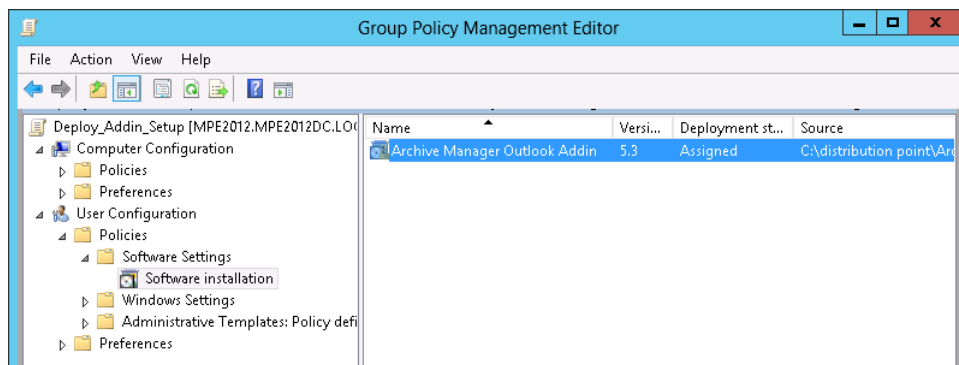 Group Policy Management Editor
File Action View Help
Deploy_Addin_Setup [MPE2012.MPE2012DC.LO
Computer Configuration
Policies
Preferences
User Configuration
Policies
Software Settings
Software installation
Windows Settings
Administrative Templates: Policy defi
Preferences
Name Versi... Deployment st... Source
Archive Manager Outlook Addin 5.3 Assigned C:\distribution point\Arc